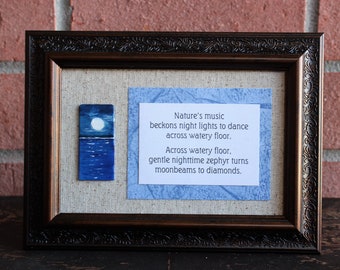 Nature's music
beckons night lights to dance
across watery floor.
Across watery floor,
gentle nighttime zephyr turns
moonbeams to diamonds.